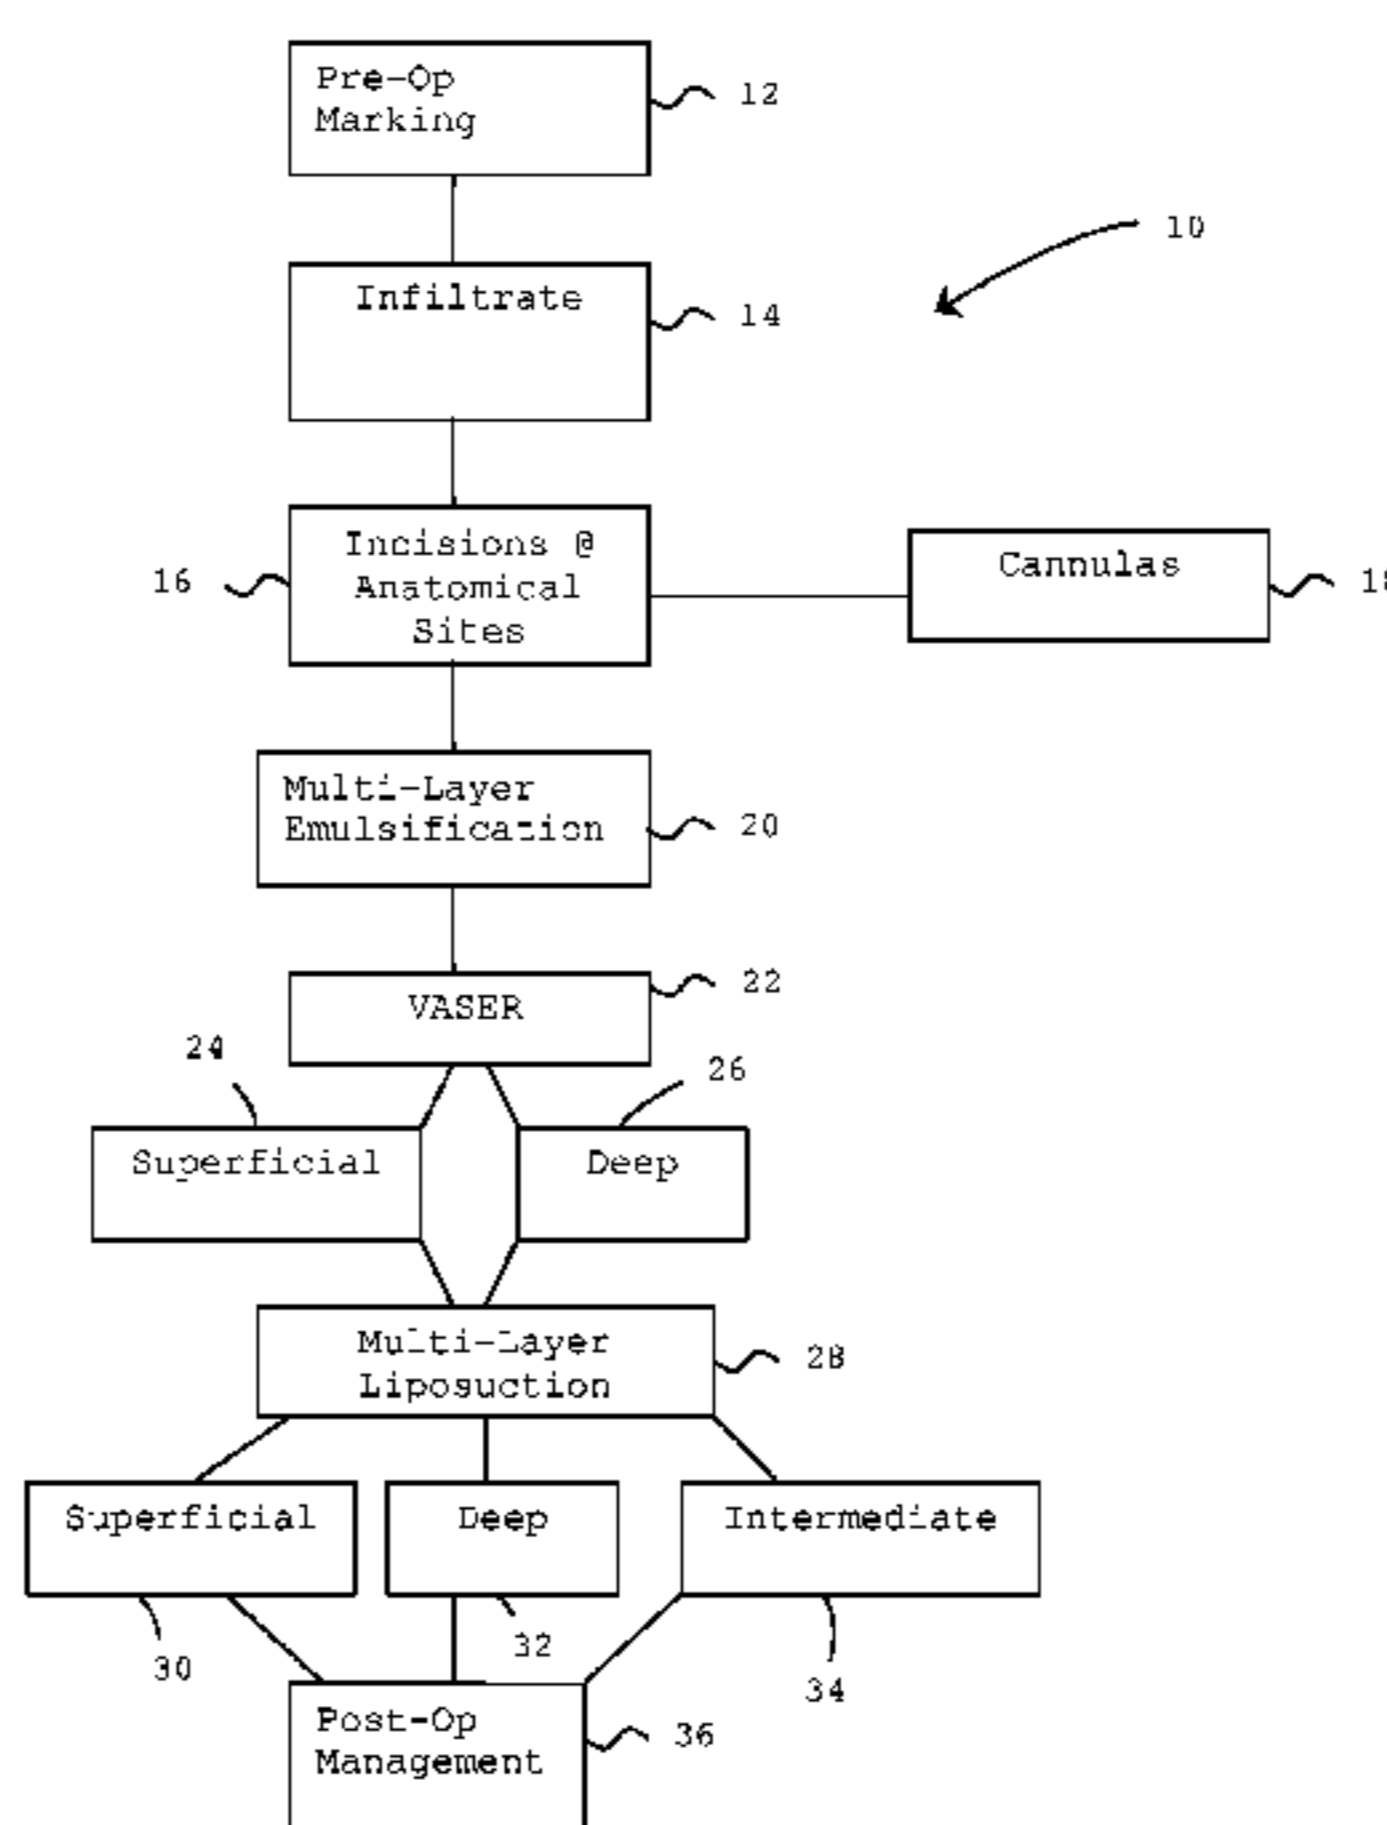 Pre-Op
Marking
12
10
Infiltrate
14
Incisions @
Anatomical
Sites
16
Cannulas
18
Multi-Layer
Emulsification
20
VASER
22
24
26
Superficial
Deep
Multi-Layer
Liposuction
28
Superficial
Deep
Intermediate
30
32
34
Post-Op
Management
36